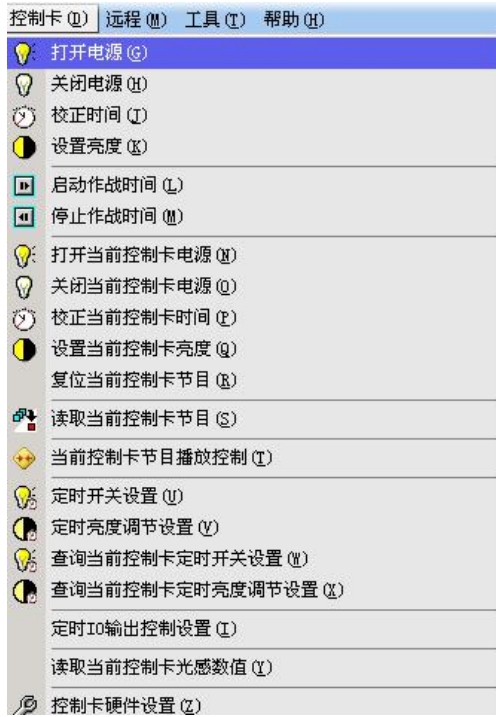 控制卡(D) 远程(M) 工具(T) 帮助(H)
打开电源(G)
关闭电源(H)
校正时间(J)
设置亮度(K)
启动作战时间(L)
停止作战时间(M)
打开当前控制卡电源(N)
关闭当前控制卡电源(O)
校正当前控制卡时间(P)
设置当前控制卡亮度(Q)
复位当前控制卡节目(R)
读取当前控制卡节目(S)
当前控制卡节目播放控制(T)
定时开关设置(U)
定时亮度调节设置(V)
查询当前控制卡定时开关设置(W)
查询当前控制卡定时亮度调节设置(X)
定时IO输出控制设置(I)
读取当前控制卡光感数值(Y)
控制卡硬件设置(Z)